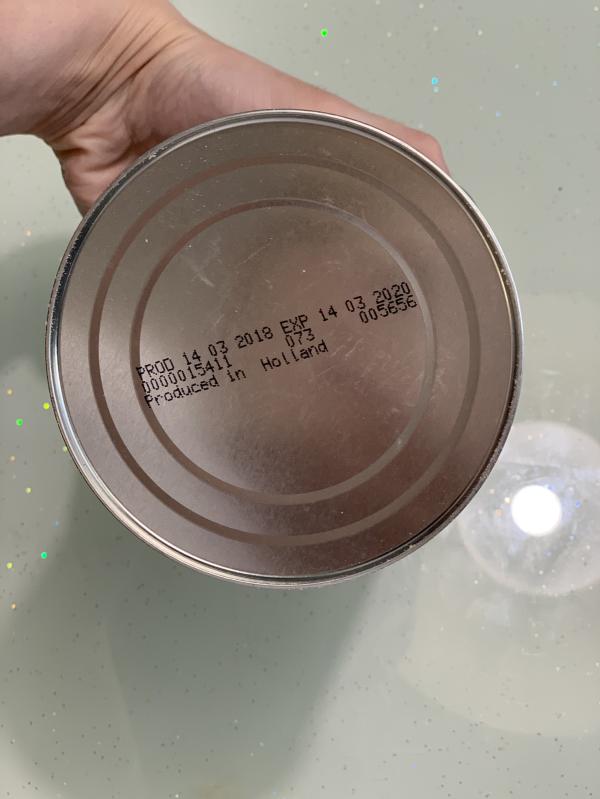 PROD 14 03 2018 EXP 14 03 2020
0000015411 073 005656
Produced in Holland